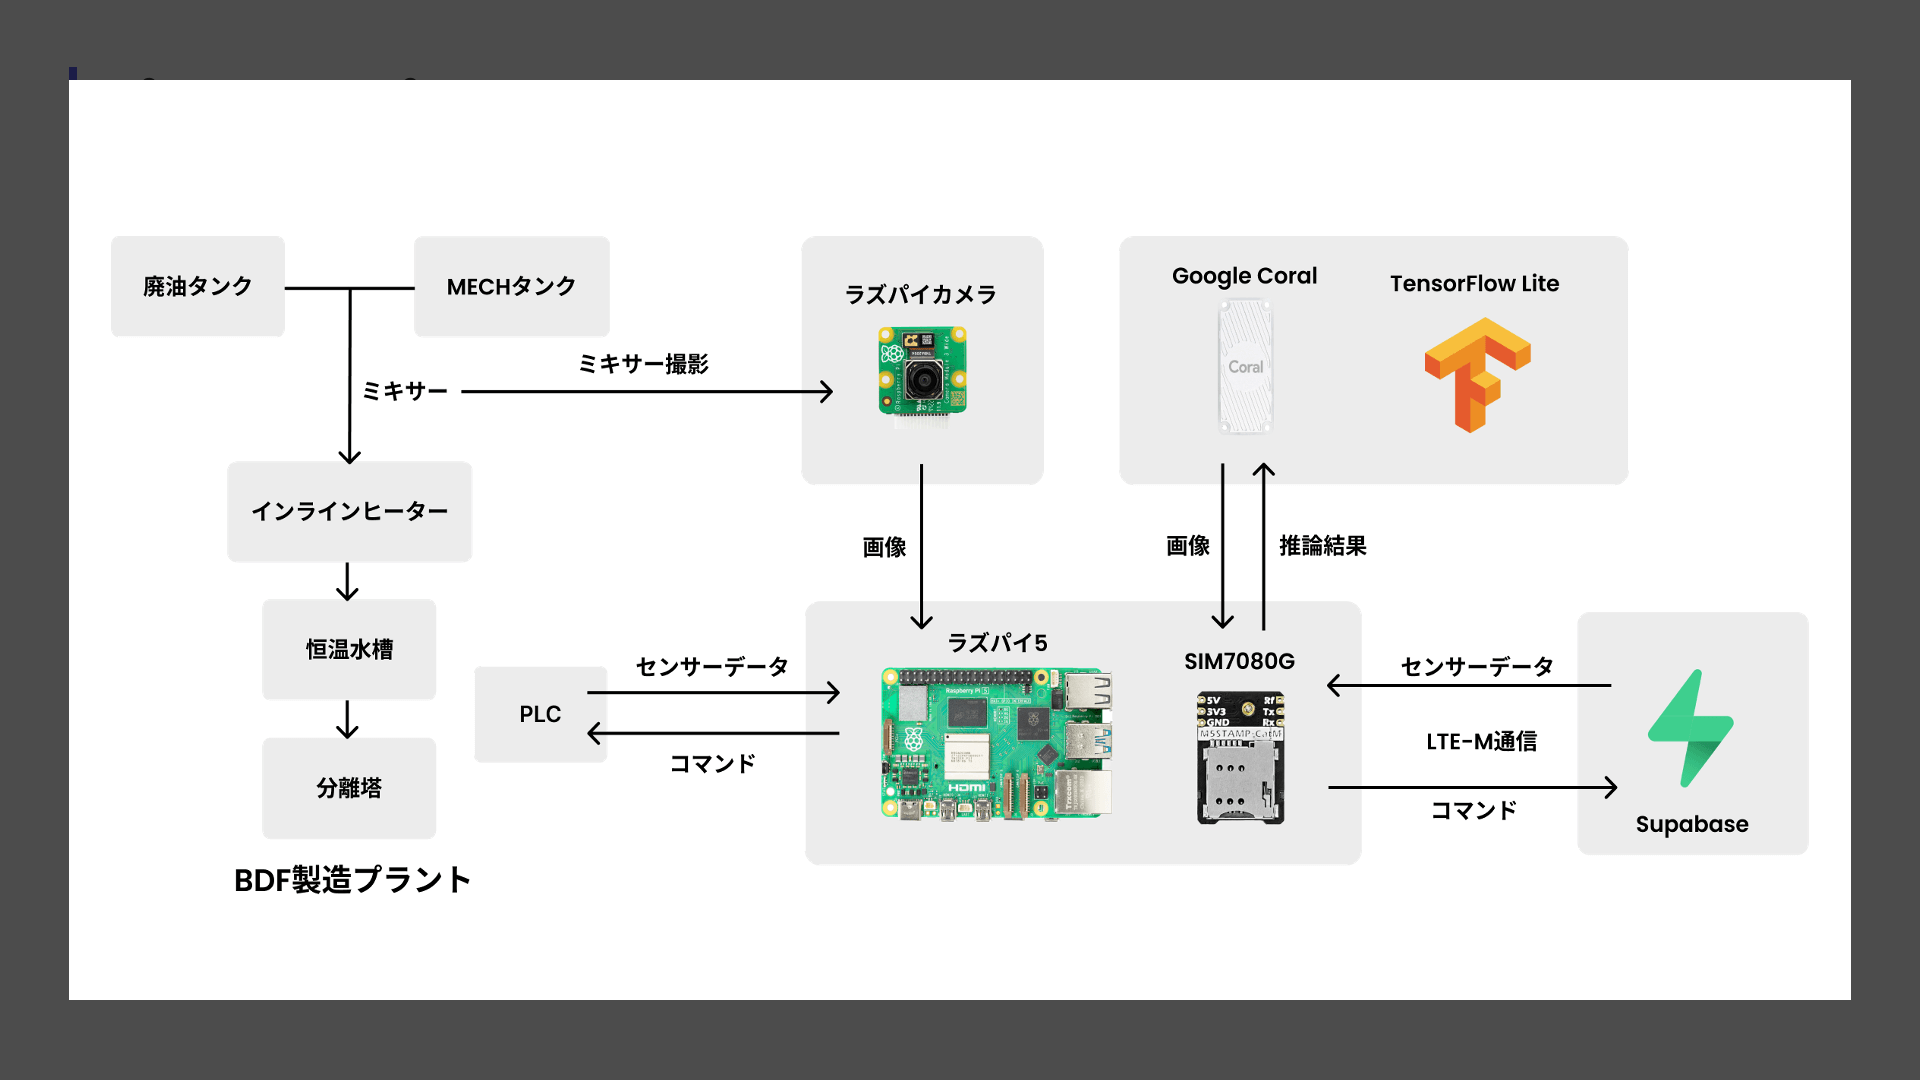 廃油タンク
MECHタンク
ミキサー
ミキサー撮影
インラインヒーター
恒温水槽
分離塔
BDF製造プラント
ラズパイカメラ
画像
Google Coral
Coral
TensorFlow Lite
画像
推論結果
PLC
センサーデータ
コマンド
ラズパイ5
Raspberry Pi 5
HDMI
SIM7080G
5V
3V3
GND
Rf
Tx
Rx
M5STAMP:CatM
センサーデータ
LTE-M通信
コマンド
Supabase